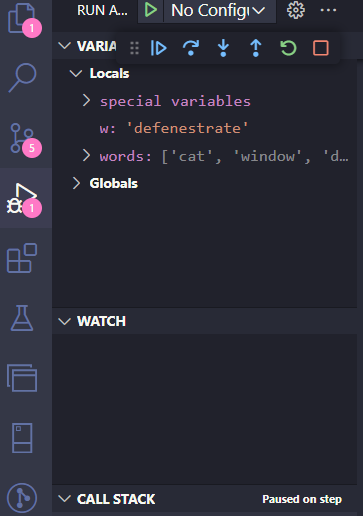 RUN A...
No Configu
1
VARIA
Locals
special variables
w: 'defenestrate'
5
words: ['cat', 'window', 'd…
Globals
1
WATCH
CALL STACK
Paused on step